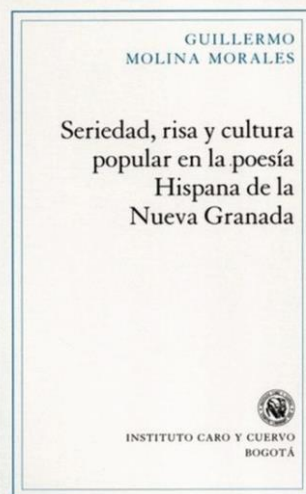 GUILLERMO
MOLINA MORALES
Seriedad, risa y cultura
popular en la poesía
Hispana de la
Nueva Granada
INSTITUTO CARO Y CUERVO
BOGOTÁ